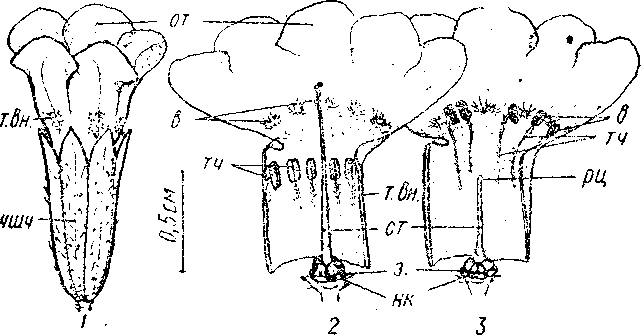 от
т.вн.
чшч
1
0,5см
в
тч
т.вн.
ст
з.
нк
2
в
тч
рц
3